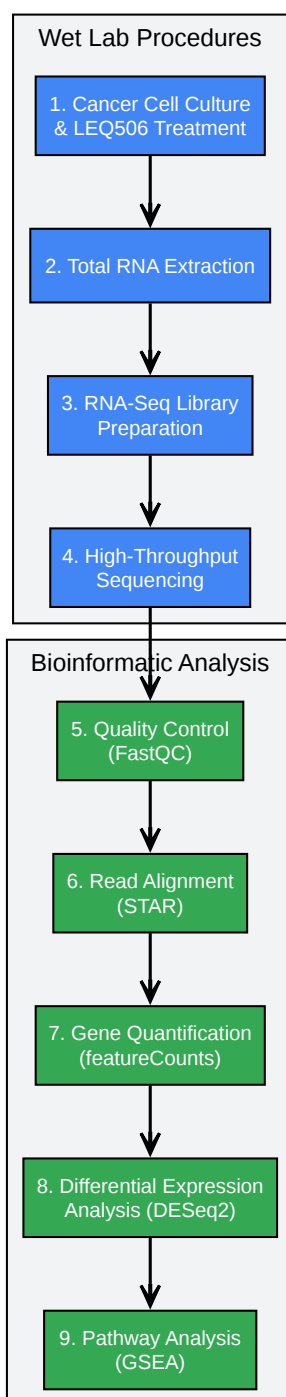 Wet Lab Procedures
1. Cancer Cell Culture
& LEQ506 Treatment
2. Total RNA Extraction
3. RNA-Seq Library
Preparation
4. High-Throughput
Sequencing
Bioinformatic Analysis
5. Quality Control
(FastQC)
6. Read Alignment
(STAR)
7. Gene Quantification
(featureCounts)
8. Differential Expression
Analysis (DESeq2)
9. Pathway Analysis
(GSEA)